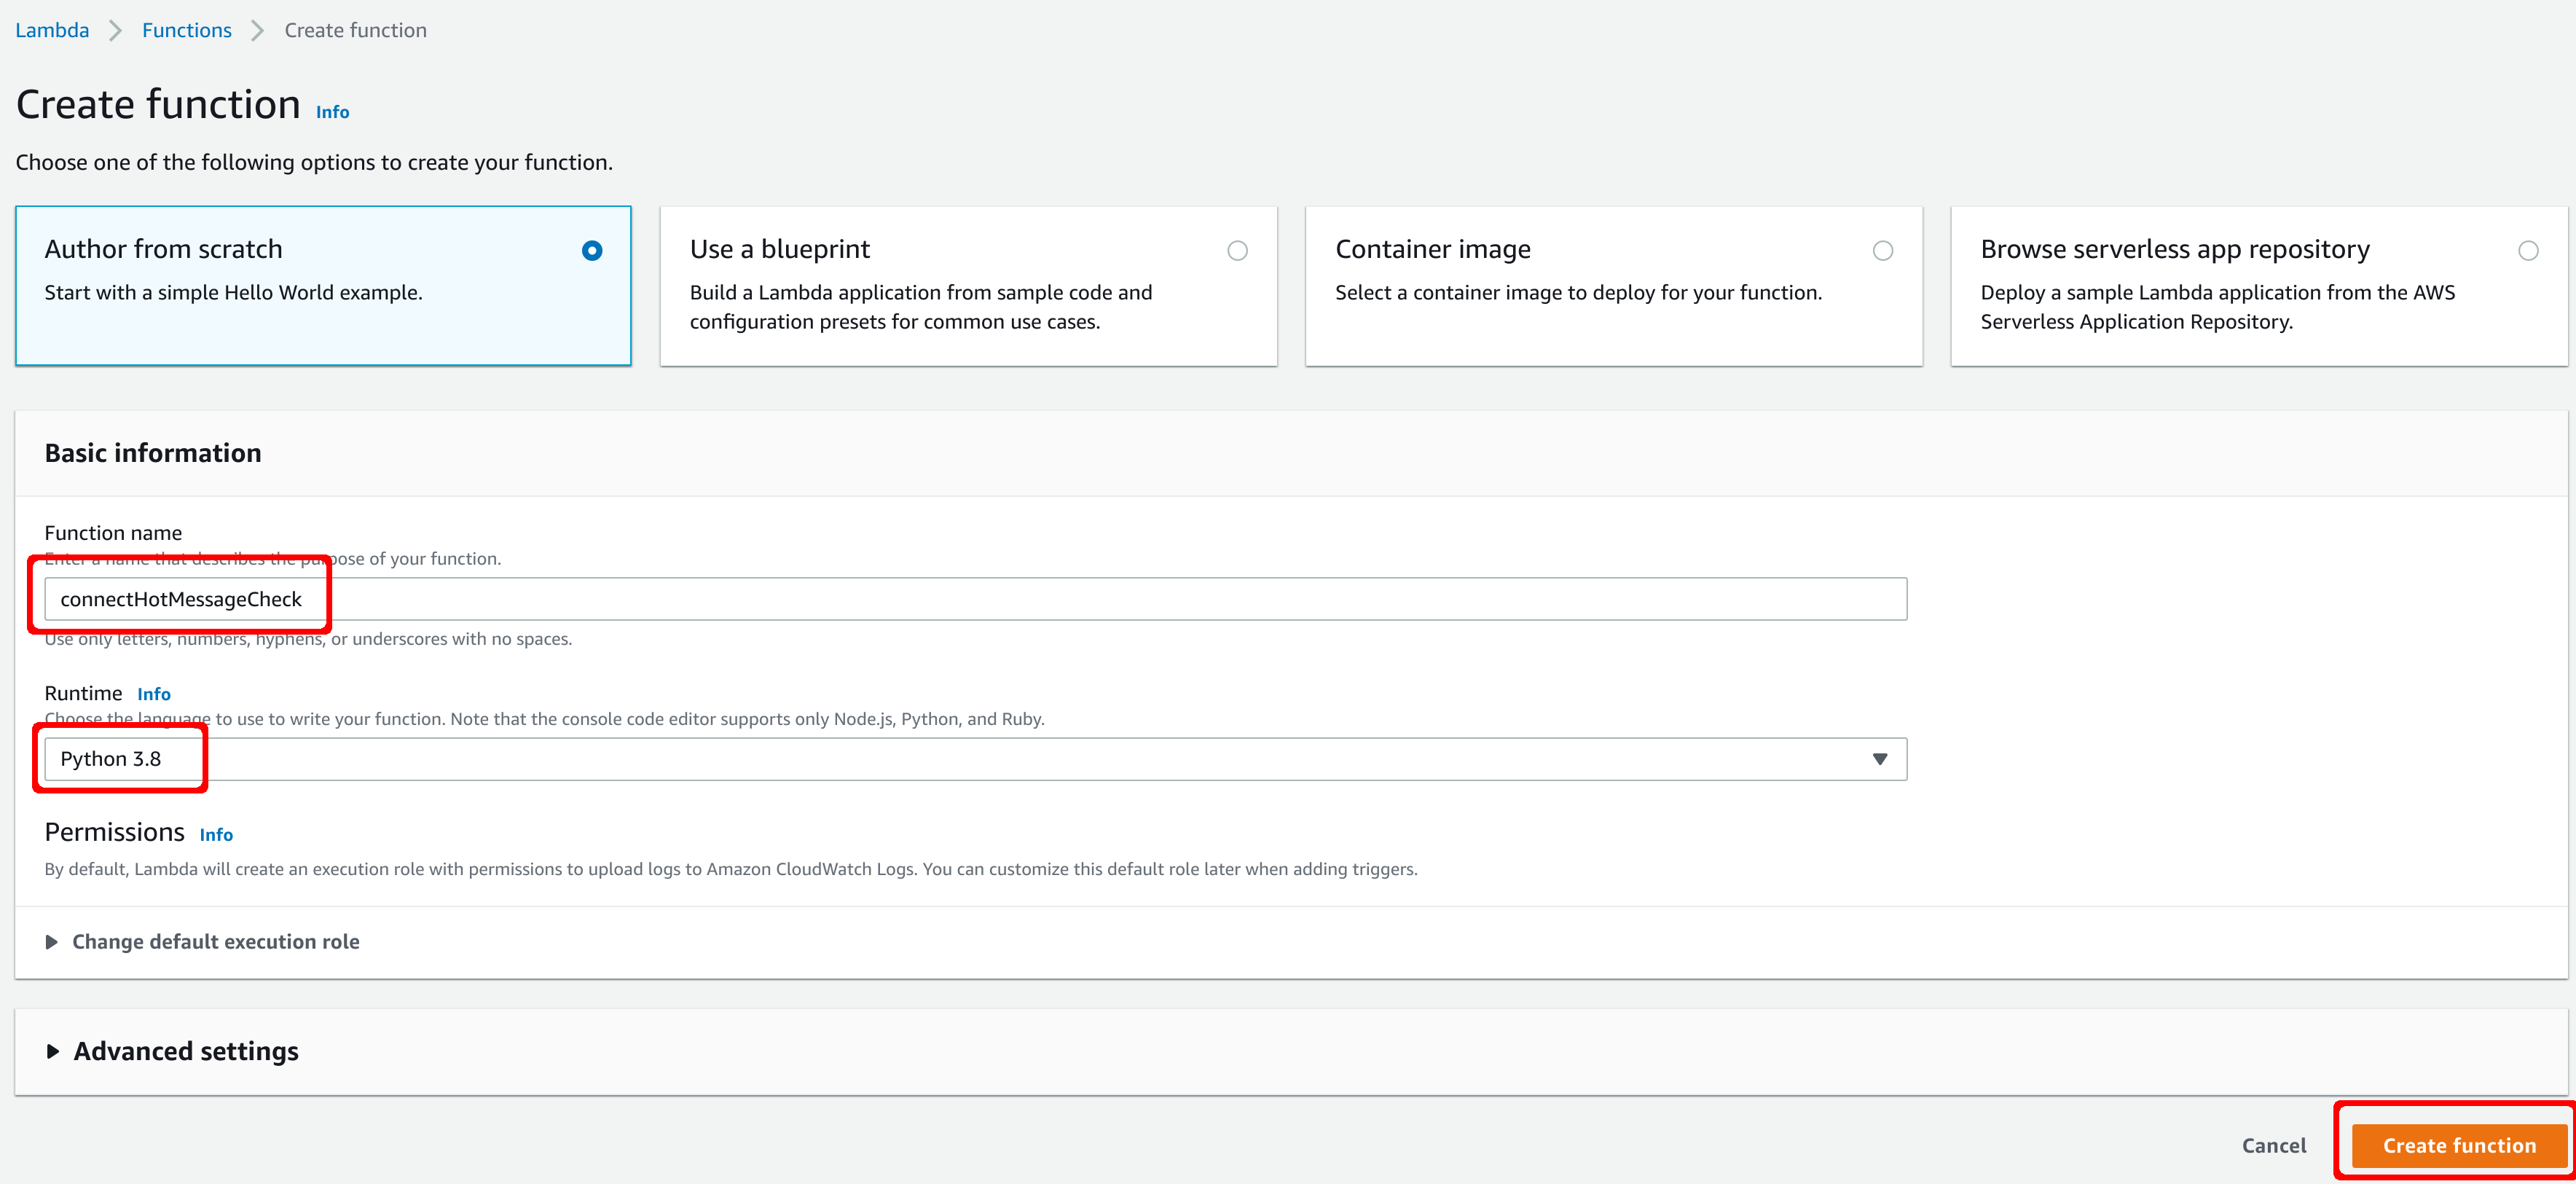 Lambda > Functions > Create function
Create function Info
Choose one of the following options to create your function.
Author from scratch
Start with a simple Hello World example.
Use a blueprint
Build a Lambda application from sample code and
configuration presets for common use cases.
Container image
Select a container image to deploy for your function.
Browse serverless app repository
Deploy a sample Lambda application from the AWS
Serverless Application Repository.
Basic information
Function name
Enter a name that describes the purpose of your function.
connectHotMessageCheck
Use only letters, numbers, hyphens, or underscores with no spaces.
Runtime Info
Choose the language to use to write your function. Note that the console code editor supports only Node.js, Python, and Ruby.
Python 3.8
Permissions Info
By default, Lambda will create an execution role with permissions to upload logs to Amazon CloudWatch Logs. You can customize this default role later when adding triggers.
Change default execution role
Advanced settings
Cancel
Create function